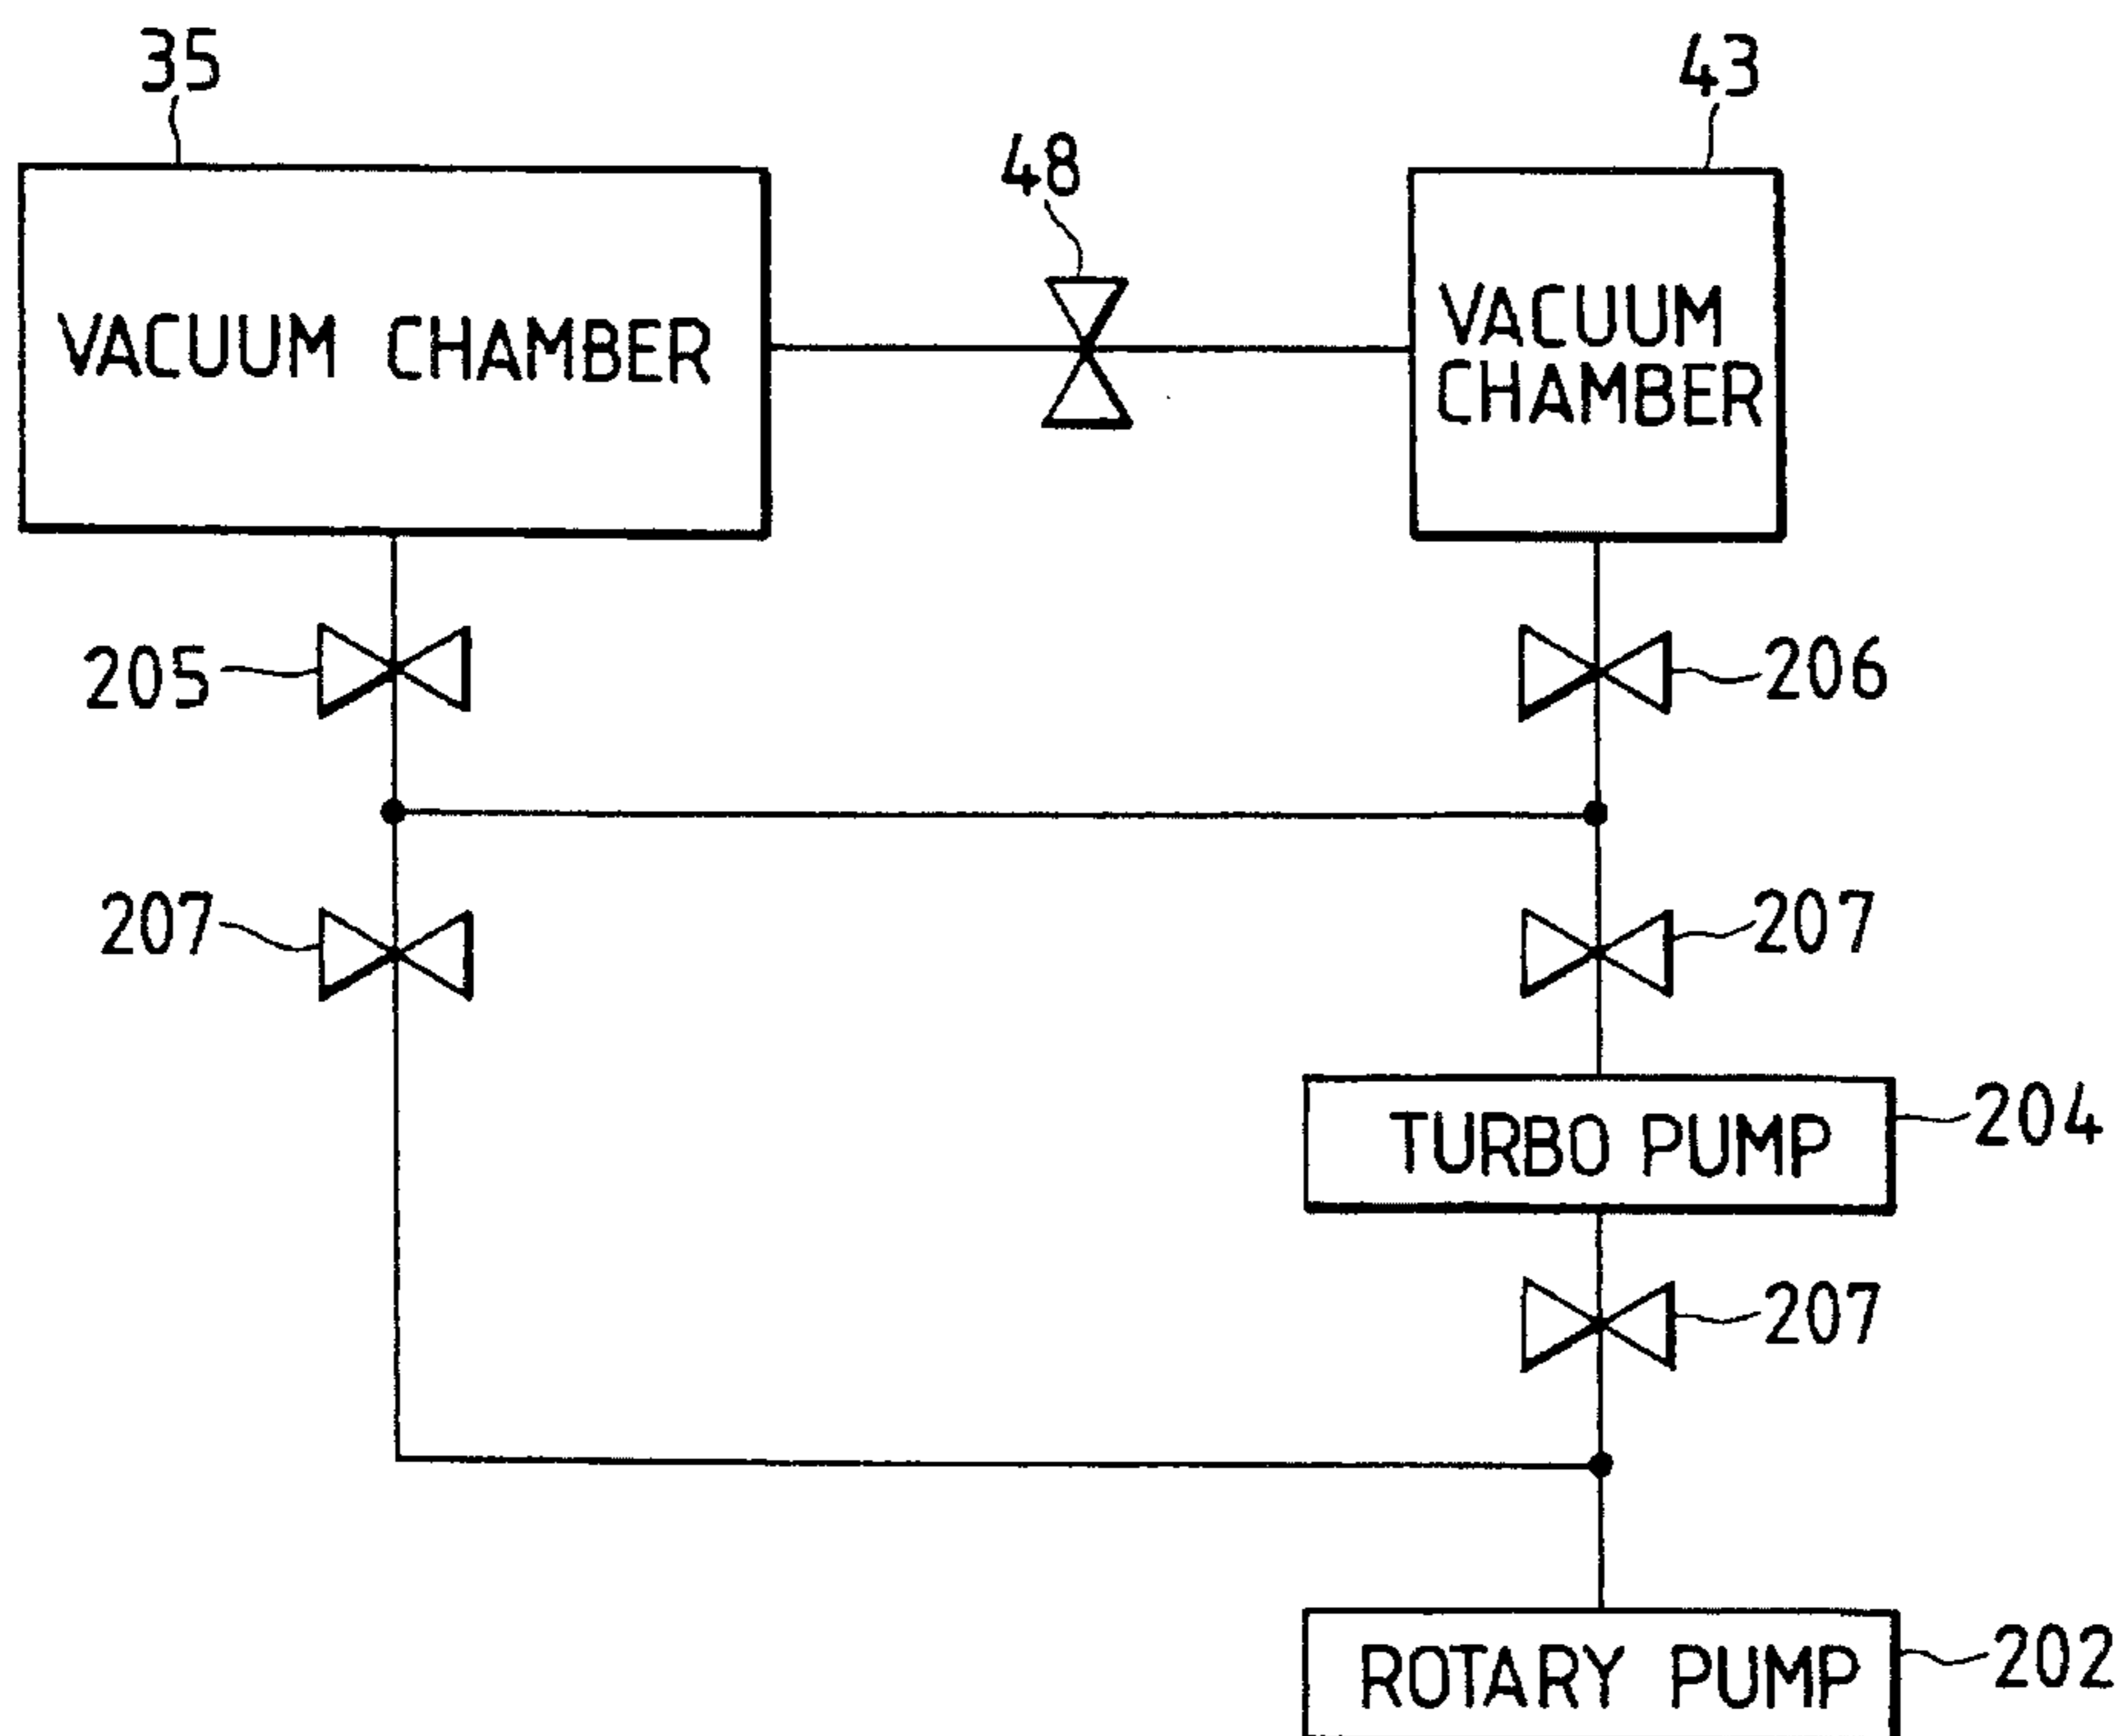 35
43
48
VACUUM CHAMBER
VACUUM
CHAMBER
205
206
207
207
TURBO PUMP
204
207
ROTARY PUMP
202